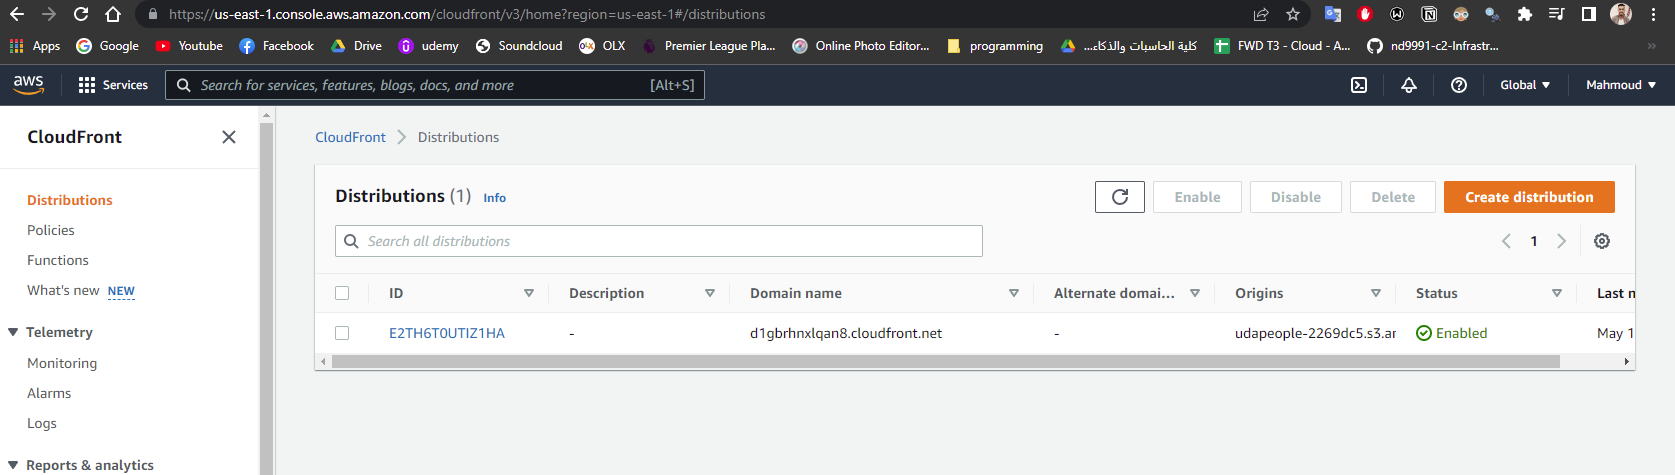 https://us-east-1.console.aws.amazon.com/cloudfront/v3/home?region=us-east-1#/distributions
Apps Google Youtube Facebook Drive udemy Soundcloud OLX Premier League Pla... Online Photo Editor... programming كلية الحاسبات والذكاء... FWD T3 - Cloud - A... nd9991-c2-Infrastr... »
aws Services Search for services, features, blogs, docs, and more [Alt+S] Global Mahmoud
CloudFront
Distributions
Policies
Functions
What's new NEW
Telemetry
Monitoring
Alarms
Logs
Reports & analytics
CloudFront > Distributions
Distributions (1) Info Enable Disable Delete Create distribution
Search all distributions 1
ID Description Domain name Alternate domai... Origins Status Last n
E2TH6T0UTIZ1HA - d1gbrhnxlqan8.cloudfront.net - udapeople-2269dc5.s3.ar Enabled May 1